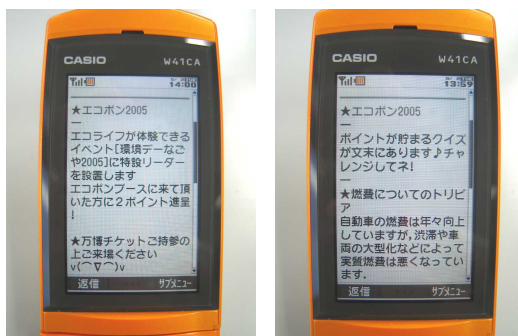 CASIO
W41CA
14:00
★エコポン2005
―
エコライフが体験できる
イベント[環境デーなご
や2005]に特設リーダー
を設置します
エコポンブースに来て頂
いた方に2ポイント進呈
!
★万博チケットご持参の
上ご来場ください
v(⌒∇⌒)v
返信
サブメニュー
CASIO
W41CA
13:59
★エコポン2005
―
ポイントが貯まるクイズ
が文末にあります♪チャ
レンジしてネ!
―
★燃費についてのトリビ
ア
自動車の燃費は年々向上
していますが,渋滞や車
両の大型化などによって
実質燃費は悪くなってい
ます.
返信
サブメニュー